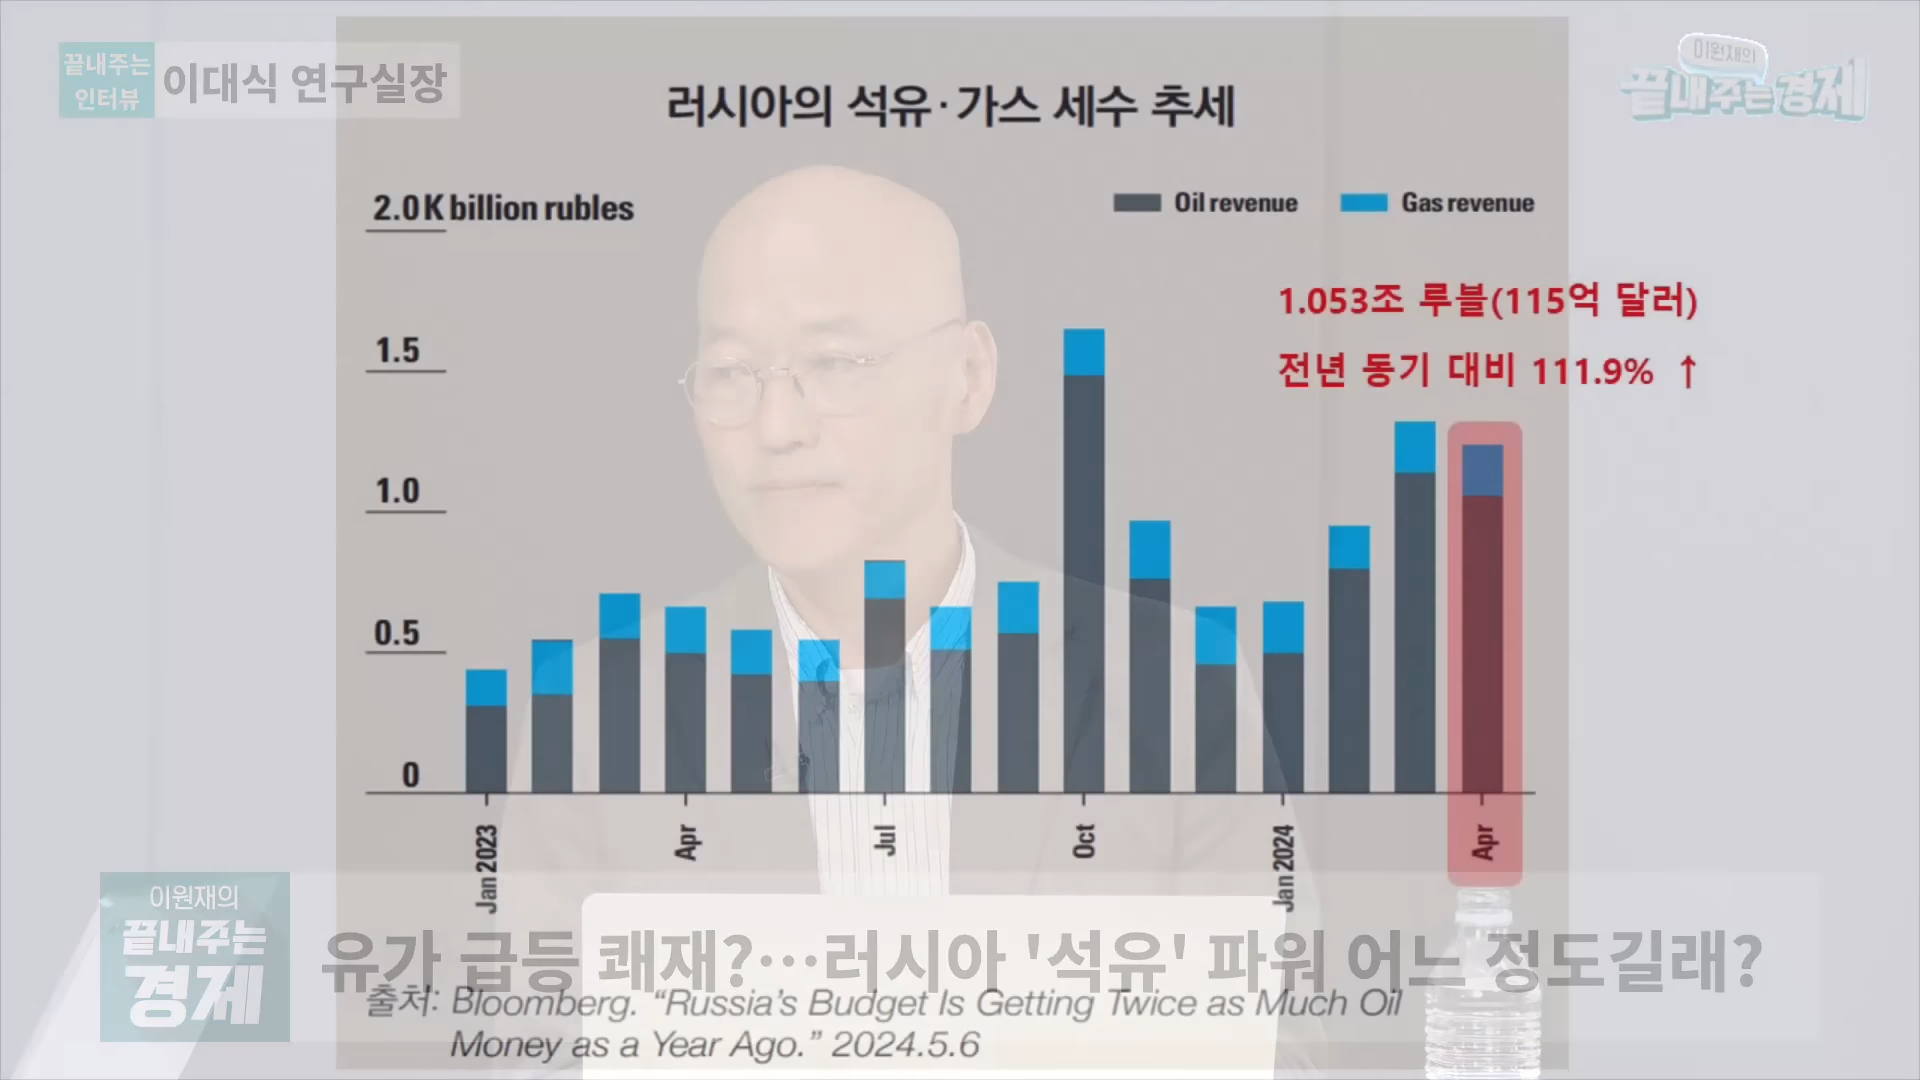 끝내주는
인터뷰
이대식 연구실장
이원재의
끝내주는경제
러시아의 석유·가스 세수 추세
2.0K billion rubles
Oil revenue
Gas revenue
1.053조 루블(115억 달러)
전년 동기 대비 111.9% ↑
1.5
1.0
0.5
0
Jan 2023
Apr
Jul
Oct
Jan 2024
Apr
이원재의
끝내주는
경제
유가 급등 쾌재?…러시아 '석유' 파워 어느 정도길래?
출처: Bloomberg. “Russia’s Budget Is Getting Twice as Much Oil
Money as a Year Ago.” 2024.5.6